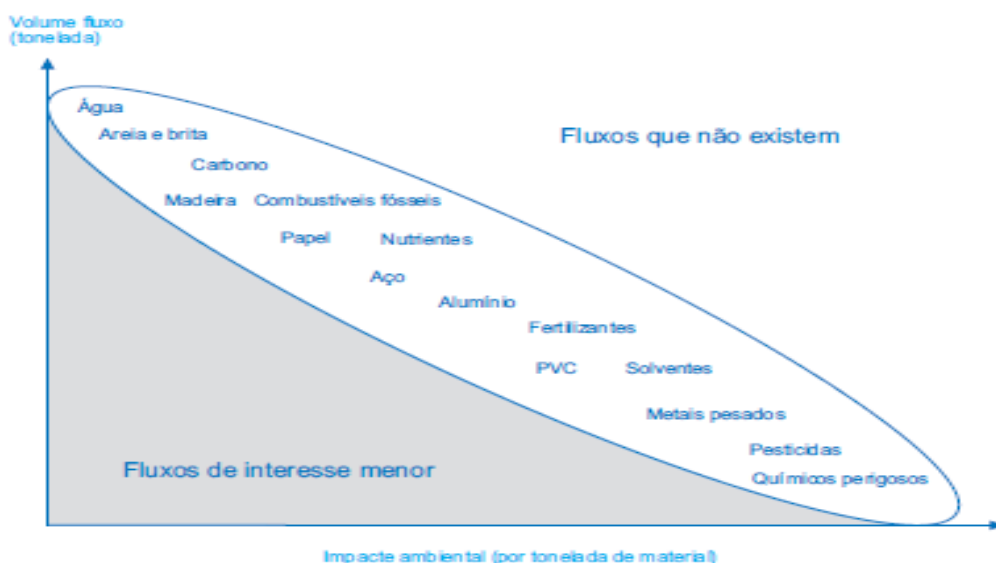 Volume fluxo
(tonelada)
Água
Areia e brita
Fluxos que não existem
Carbono
Madeira Combustíveis fósseis
Papel Nutrientes
Aço
Alumínio
Fertilizantes
PVC Solventes
Metais pesados
Pesticidas
Fluxos de interesse menor
Químicos perigosos
Impacte ambiental (por tonelada de material)